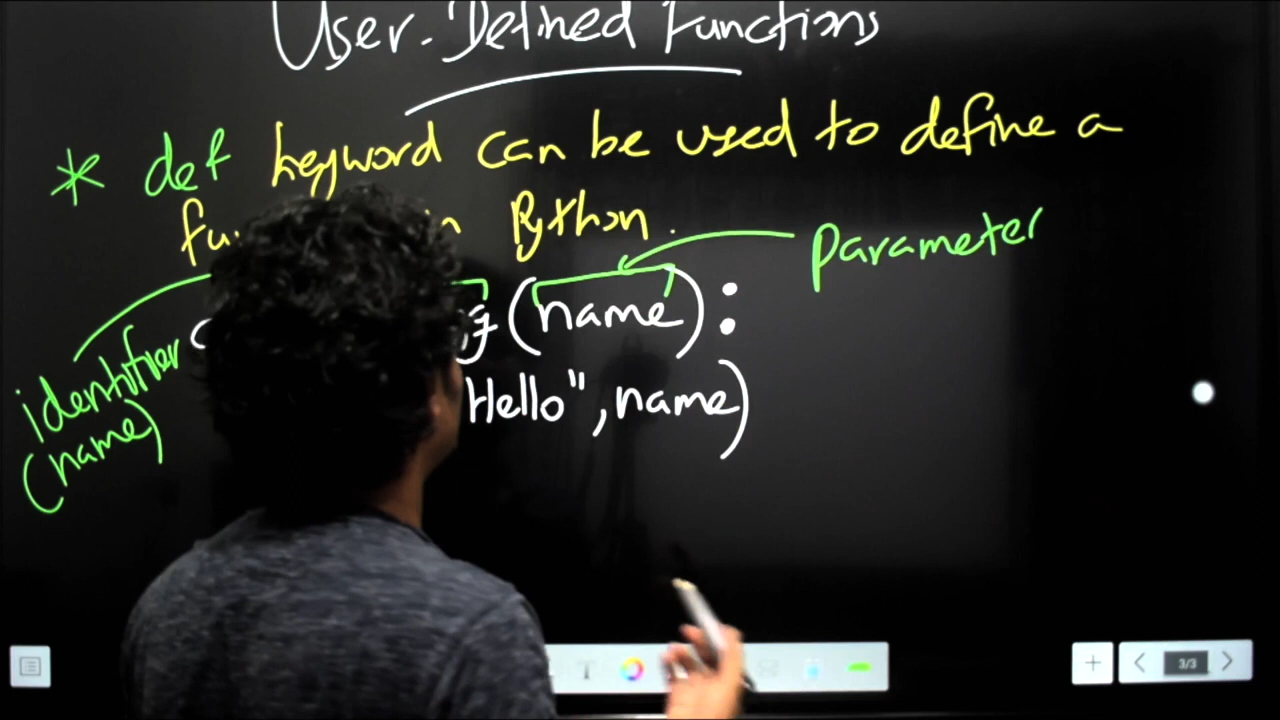 User-Defined Functions
* def keyword can be used to define a
in Python.
parameter
(name):
identifier
(name)
Hello", name)
3/3